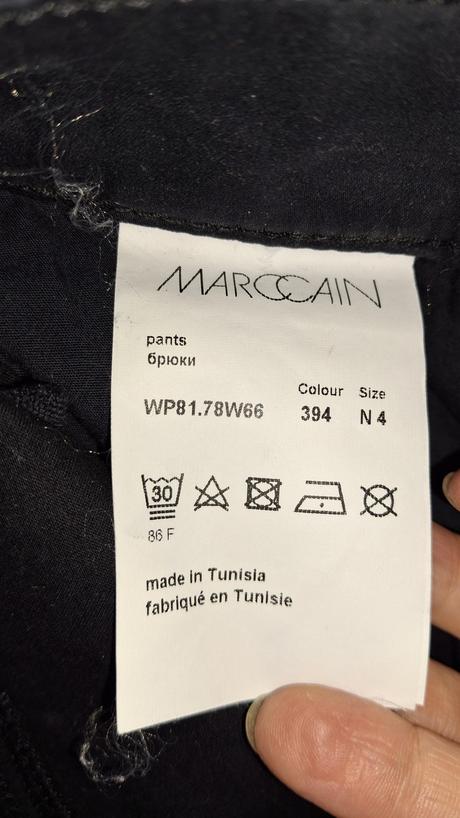 MARCCAIN
pants
брюки
Colour Size
WP81.78W66 394 N 4
30
86 F
made in Tunisia
fabriqué en Tunisie